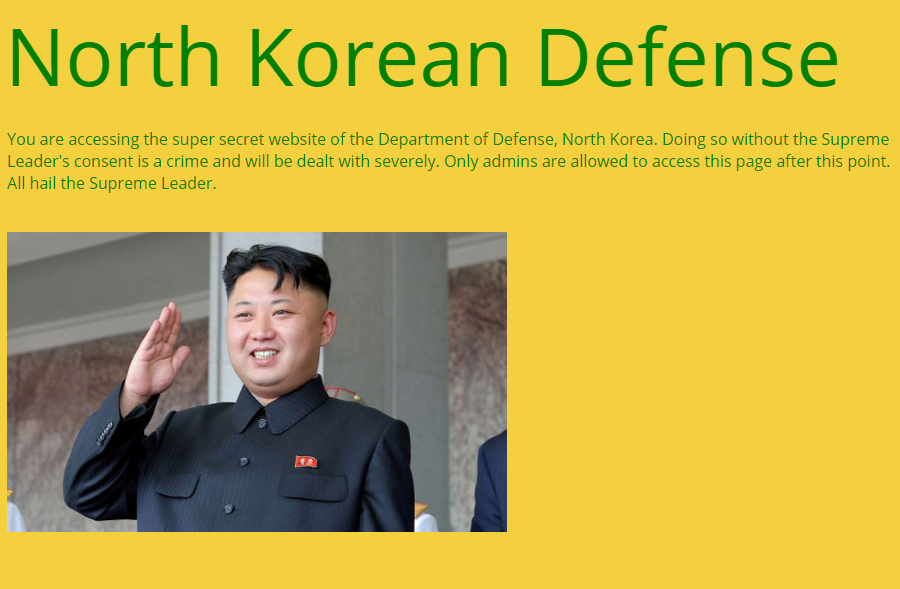 North Korean Defense
You are accessing the super secret website of the Department of Defense, North Korea. Doing so without the Supreme
Leader's consent is a crime and will be dealt with severely. Only admins are allowed to access this page after this point.
All hail the Supreme Leader.